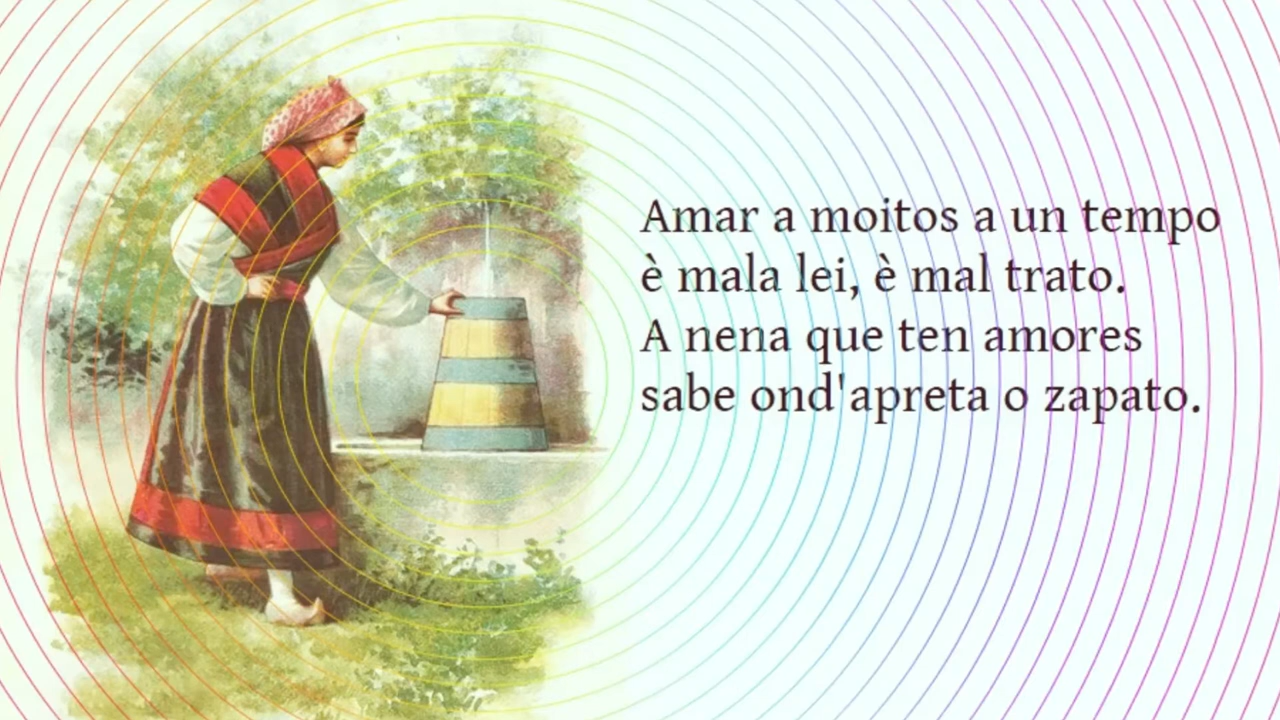 Amar a moitos a un tempo
è mala lei, è mal trato.
A nena que ten amores
sabe ond'apreta o zapato.